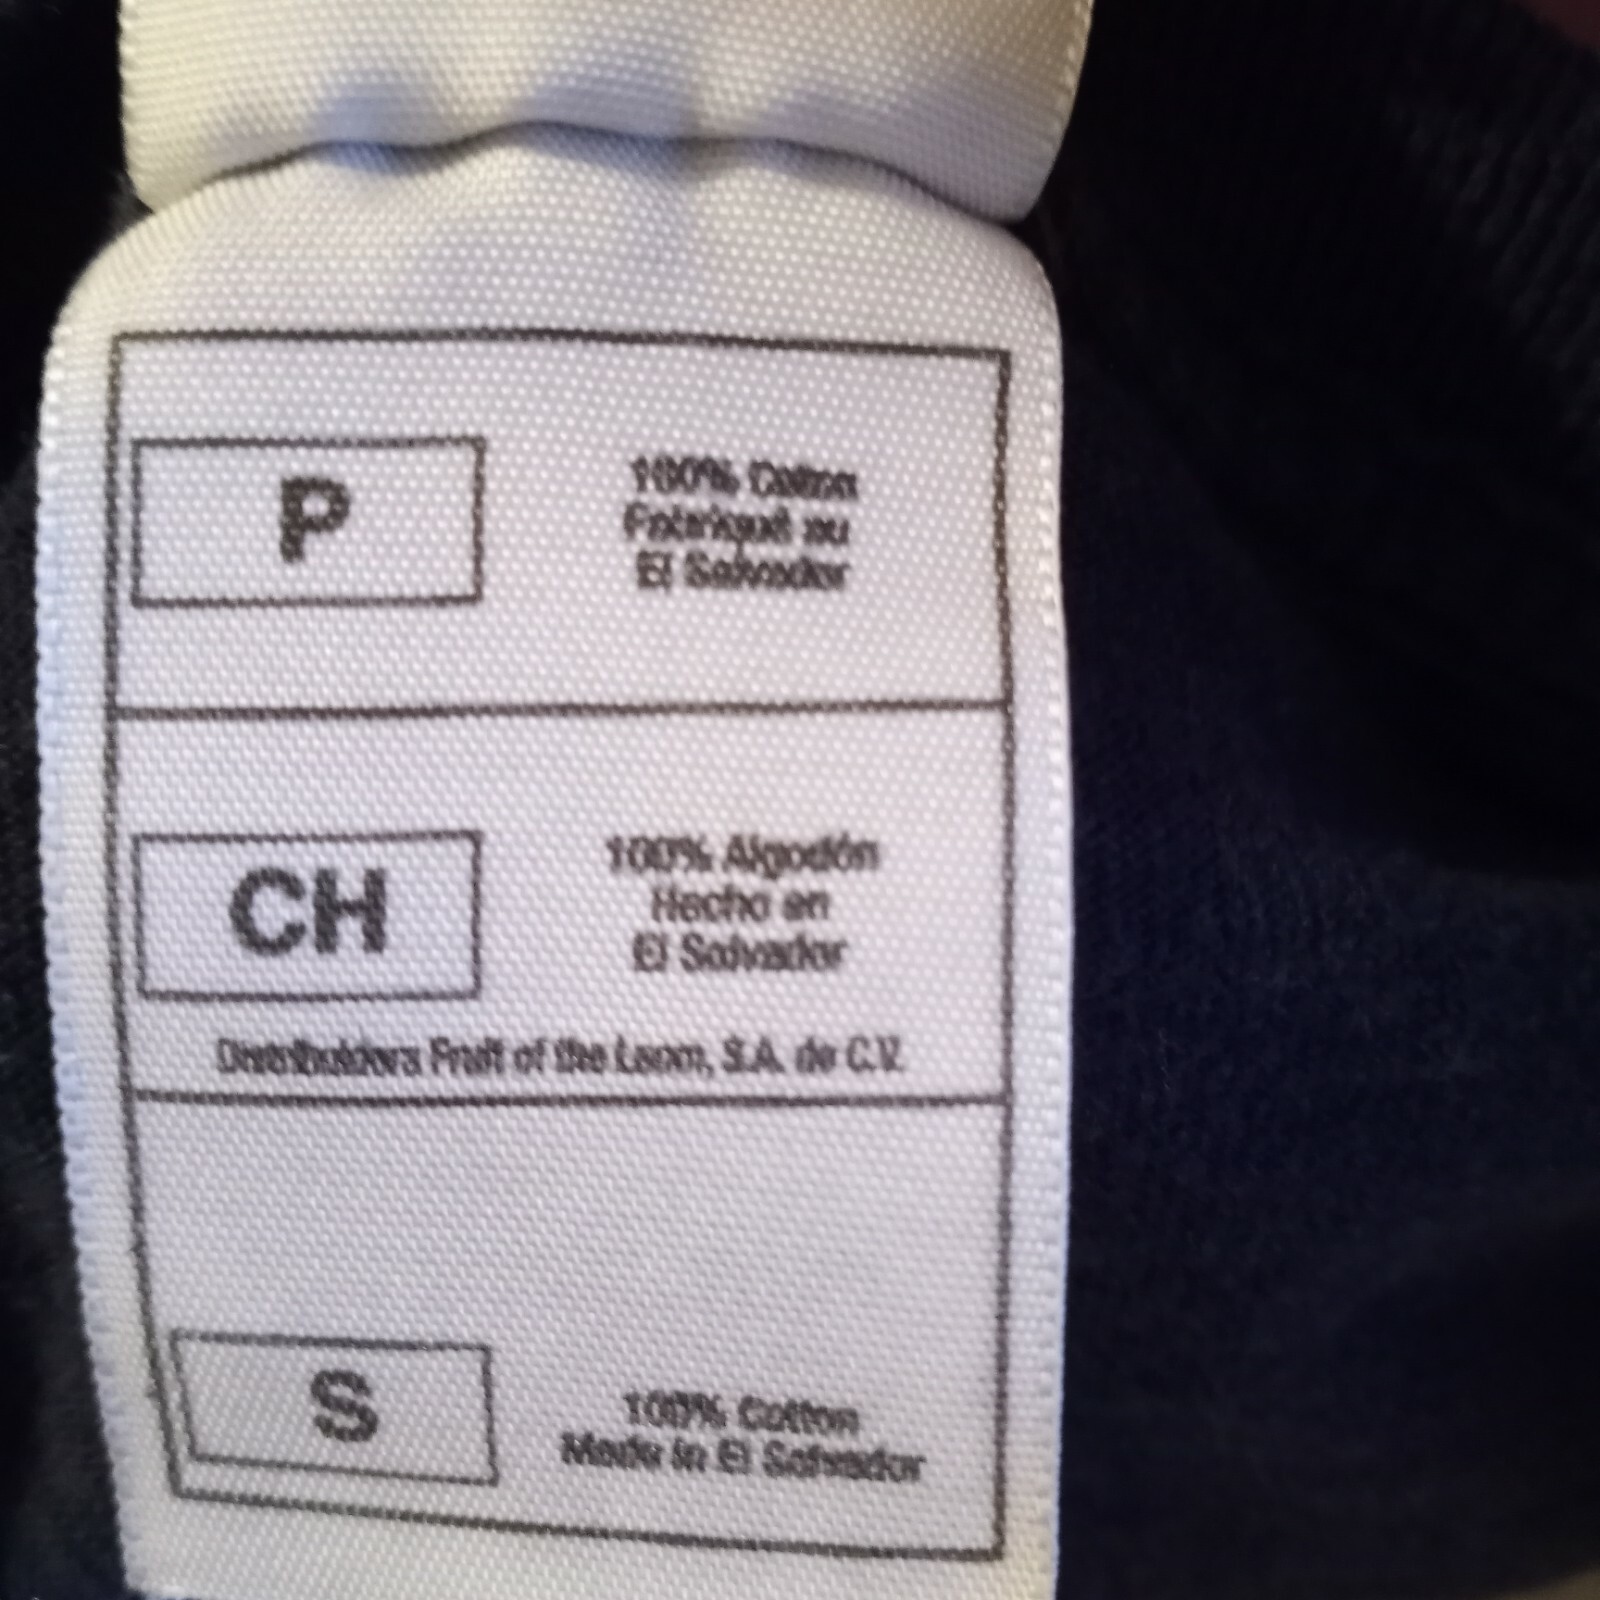 P
100% Cotton
Fabriqué au
El Salvador
CH
100% Algodón
Hecho en
El Salvador
Distribuidora Fruit of the Loom, S.A. de C.V.
S
100% Cotton
Made in El Salvador